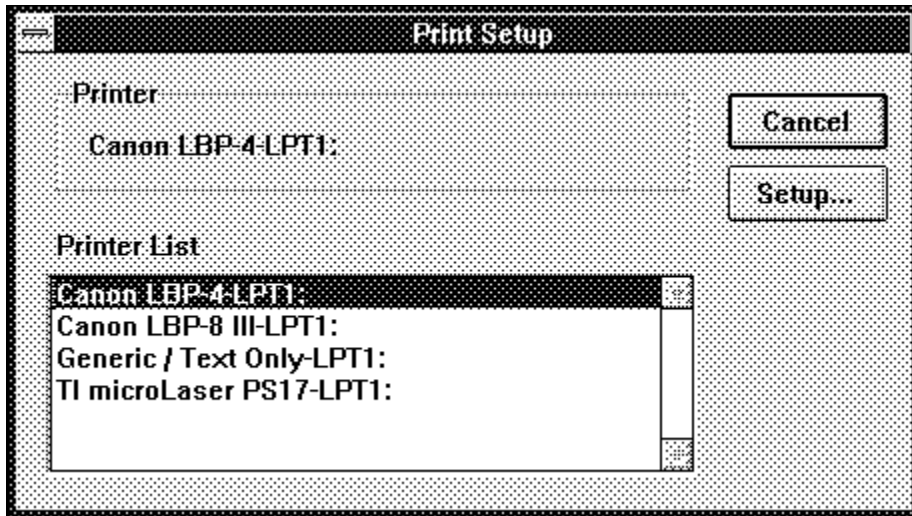 Print Setup
Printer
Canon LBP-4-LPT1:
Cancel
Setup...
Printer List
Canon LBP-4-LPT1:
Canon LBP-8 III-LPT1:
Generic / Text Only-LPT1:
TI microLaser PS17-LPT1: